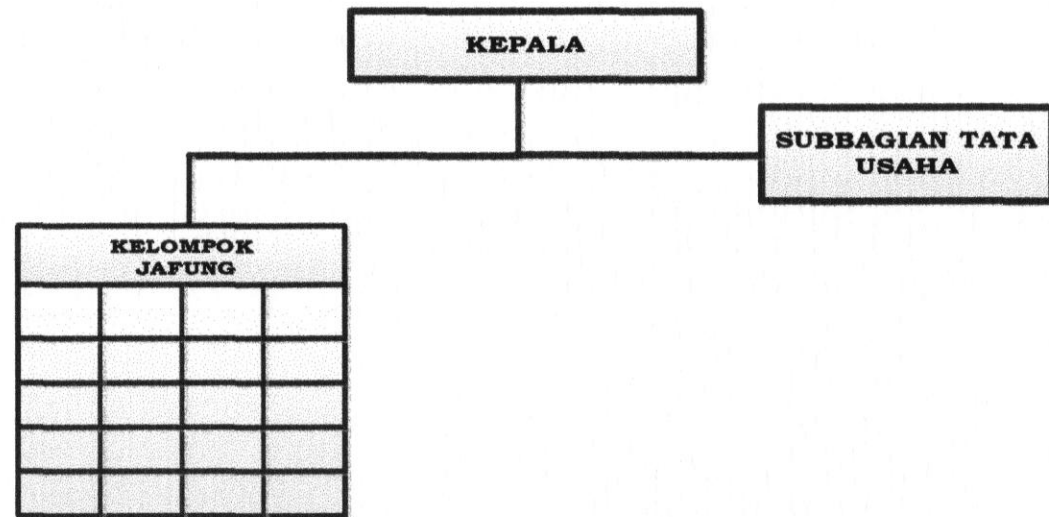 KEPALA
SUBBAGIAN TATA
USAHA
KELOMPOK
JAFUNG